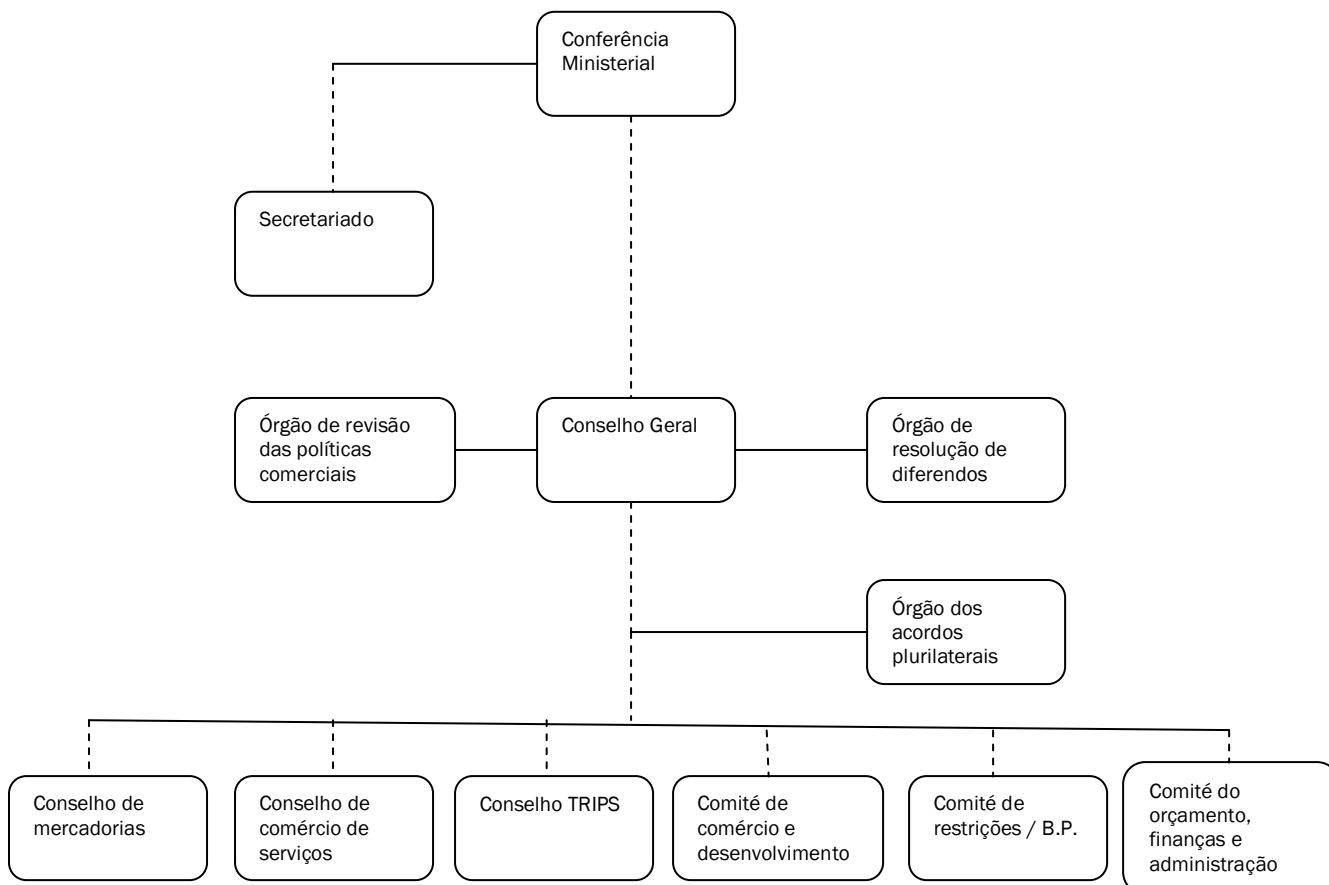 Conferência
Ministerial
Secretariado
Órgão de revisão
das políticas
comerciais
Conselho Geral
Órgão de
resolução de
diferendos
Órgão dos
acordos
plurilaterais
Conselho de
mercadorias
Conselho de
comércio de
serviços
Conselho TRIPS
Comité de
comércio e
desenvolvimento
Comité de
restrições / B.P.
Comité do
orçamento,
finanças e
administração